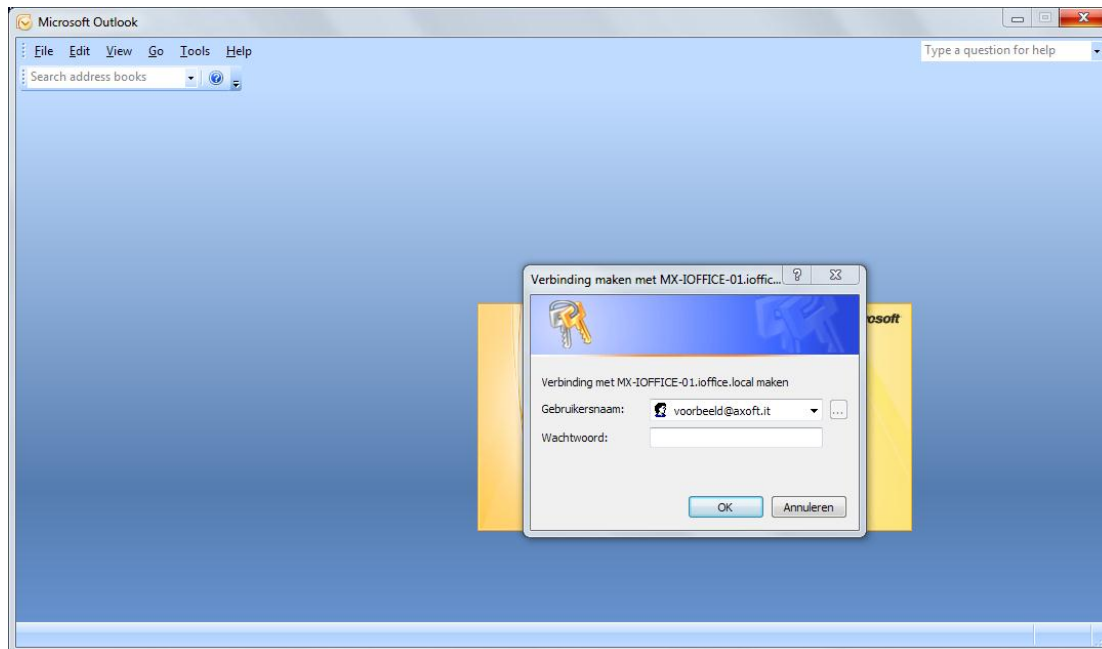 Microsoft Outlook
File Edit View Go Tools Help
Type a question for help
Search address books
Verbinding maken met MX-IOFFICE-01.ioffic...
Verbinding met MX-IOFFICE-01.ioffice.local maken
Gebruikersnaam: voorbeeld@axoft.it ...
Wachtwoord:
OK Annuleren